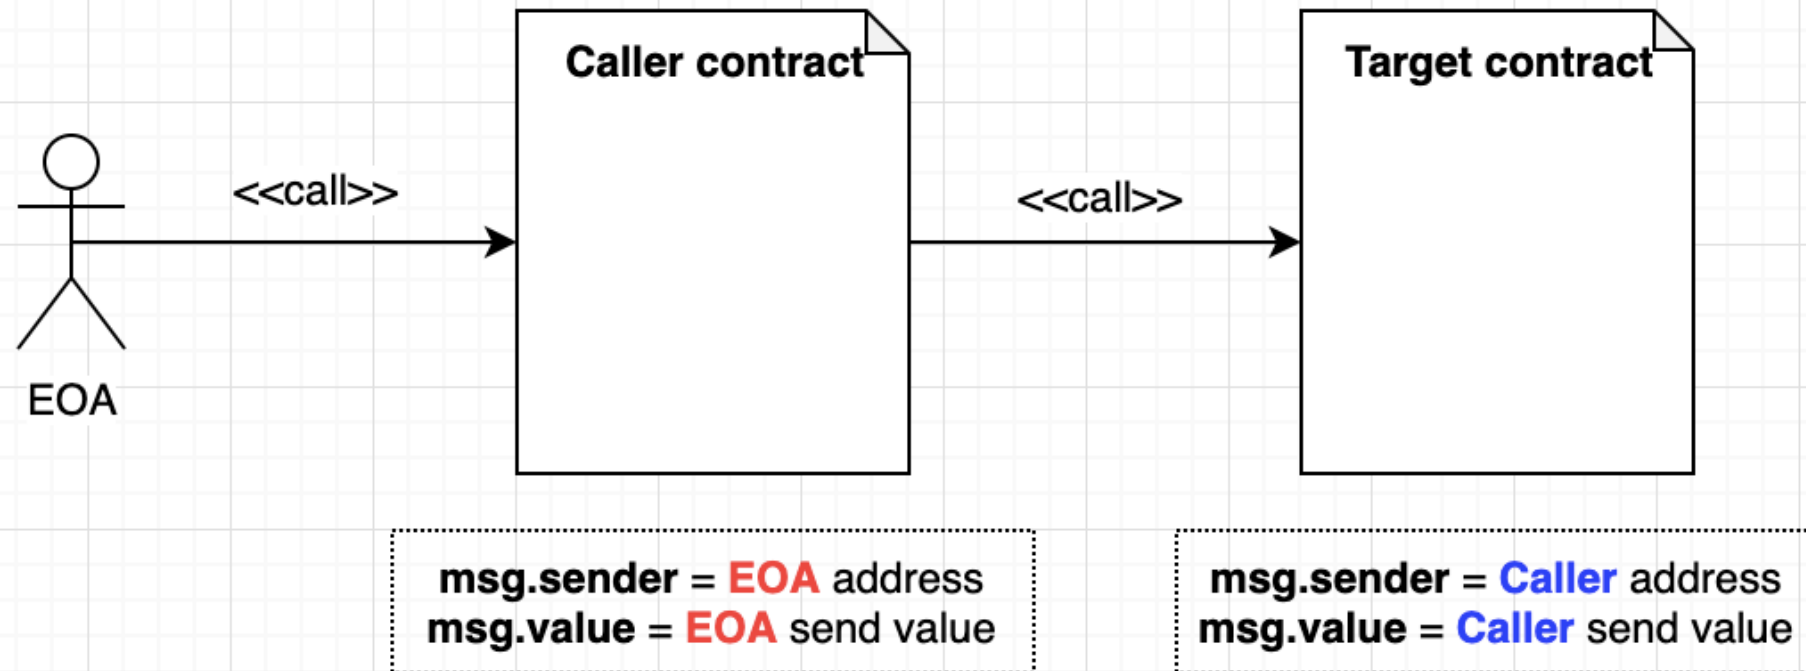 Caller contract
Target contract
<<call>>
<<call>>
EOA
msg.sender = EOA address
msg.value = EOA send value
msg.sender = Caller address
msg.value = Caller send value